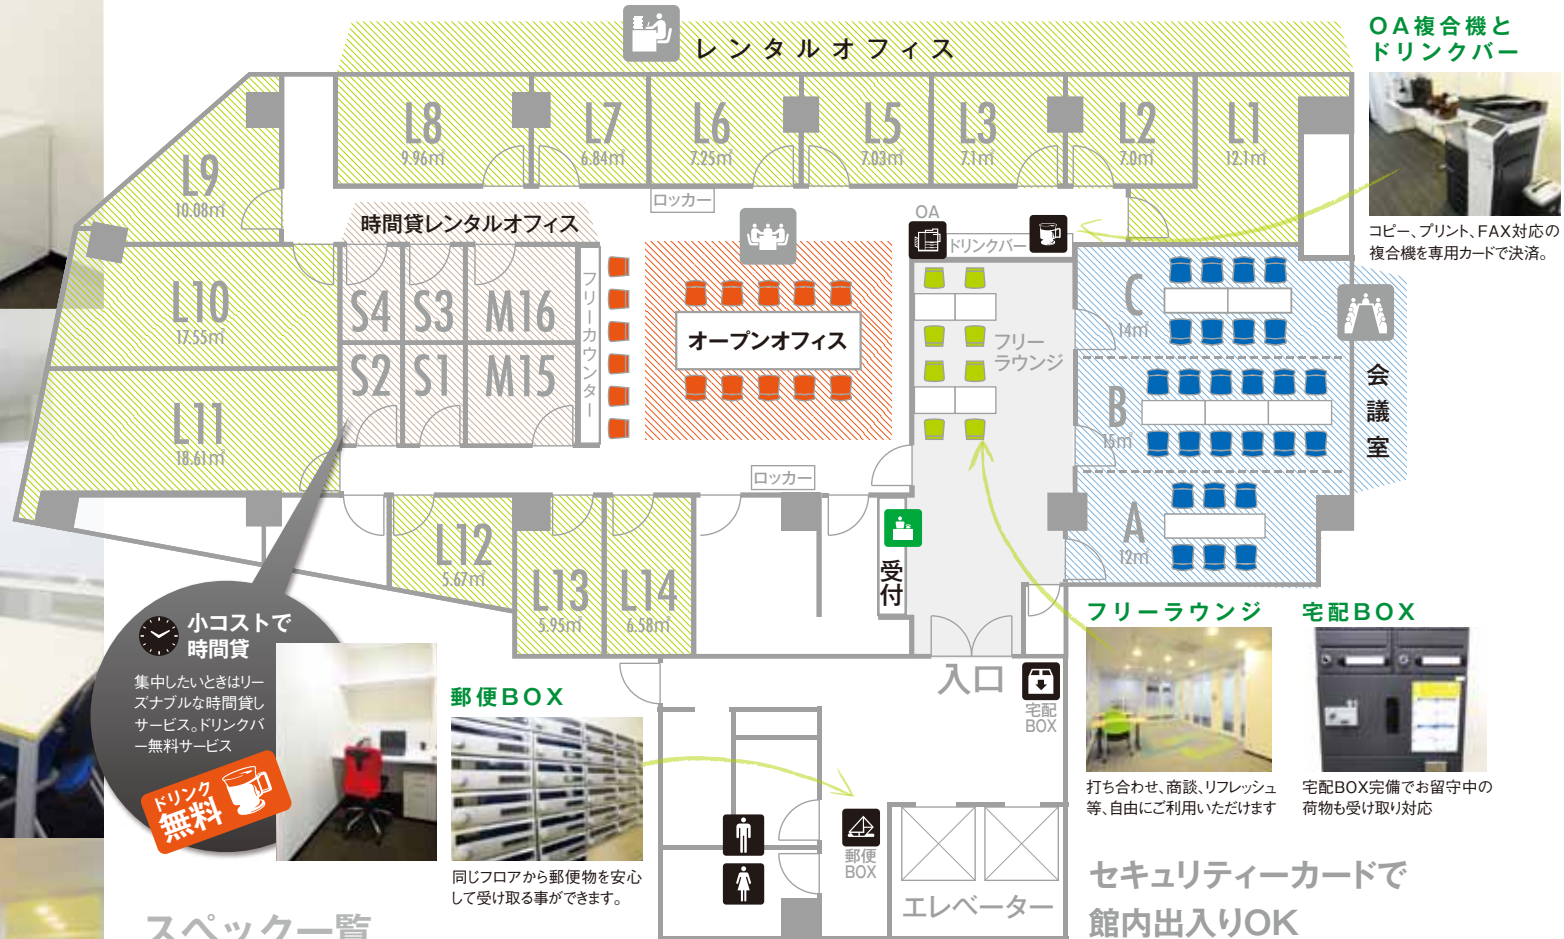 レンタルオフィス
OA複合機と
ドリンクバー
コピー、プリント、FAX対応の
複合機を専用カードで決済。
L8
9.96㎡
L7
6.84㎡
L6
7.25㎡
L5
7.03㎡
L3
7.1㎡
L2
7.0㎡
L1
12.1㎡
L9
10.08㎡
ロッカー
時間貸レンタルオフィス
OA
ドリンクバー
L10
17.55㎡
S4
S3
M16
S2
S1
M15
フリーカウンター
オープンオフィス
フリー
ラウンジ
C
14㎡
B
15㎡
A
12㎡
会議室
L11
18.61㎡
ロッカー
L12
5.67㎡
L13
5.95㎡
L14
6.58㎡
受付
入口
宅配
BOX
小コストで
時間貸
集中したいときはリー
ズナブルな時間貸し
サービス。ドリンクバ
ー無料サービス
ドリンク
無料
郵便BOX
同じフロアから郵便物を安心
して受け取る事ができます。
郵便
BOX
エレベーター
フリーラウンジ
打ち合わせ、商談、リフレッシュ
等、自由にご利用いただけます
宅配BOX
宅配BOX完備でお留守中の
荷物も受け取り対応
セキュリティーカードで
館内出入りOK
スペック一覧